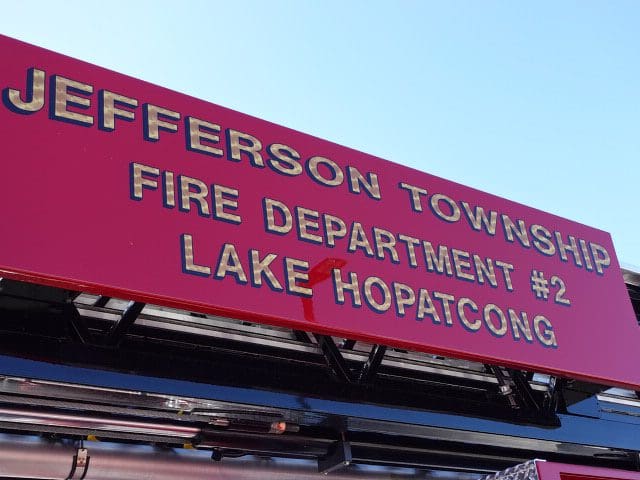 JEFFERSON TOWNSHIP
FIRE DEPARTMENT #2
LAKE HOPATCONG